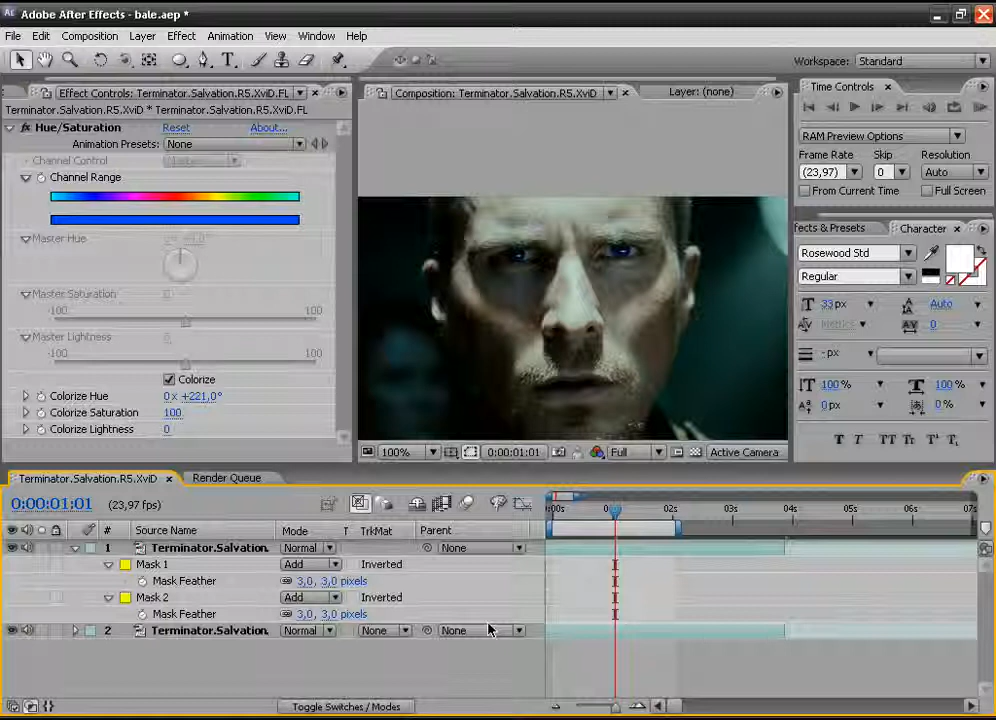 Adobe After Effects - bale.aep *
File Edit Composition Layer Effect Animation View Window Help
Workspace: Standard
Effect Controls: Terminator.Salvation.R5.XviD.FL
Composition: Terminator.Salvation.R5.XviD
Layer: (none)
Time Controls ×
Terminator.Salvation.R5.XviD * Terminator.Salvation.R5.XviD.FL
Hue/Saturation Reset About...
Animation Presets: None
Channel Control
Channel Range
Master Hue
Master Saturation
-100 100
Master Lightness
-100 100
Colorize
Colorize Hue 0x +221,0°
Colorize Saturation 100
Colorize Lightness 0
RAM Preview Options
Frame Rate Skip Resolution
(23,97) 0 Auto
From Current Time Full Screen
ffects & Presets Character ×
Rosewood Std
Regular
33 px Auto
Metrics 0
- px
100 % 100 %
0 px 0 %
T T TT Tт T¹ T₁
100% 0:00:01:01 Full Active Camera
Terminator.Salvation.R5.XviD × Render Queue
0:00:01:01 (23,97 fps)
:00s 02s 03s 04s 05s 06s 07s
# Source Name Mode T TrkMat Parent
1 Terminator.Salvation. Normal None
Mask 1 Add Inverted
Mask Feather 3,0, 3,0 pixels
Mask 2 Add Inverted
Mask Feather 3,0, 3,0 pixels
2 Terminator.Salvation. Normal None None
Toggle Switches / Modes